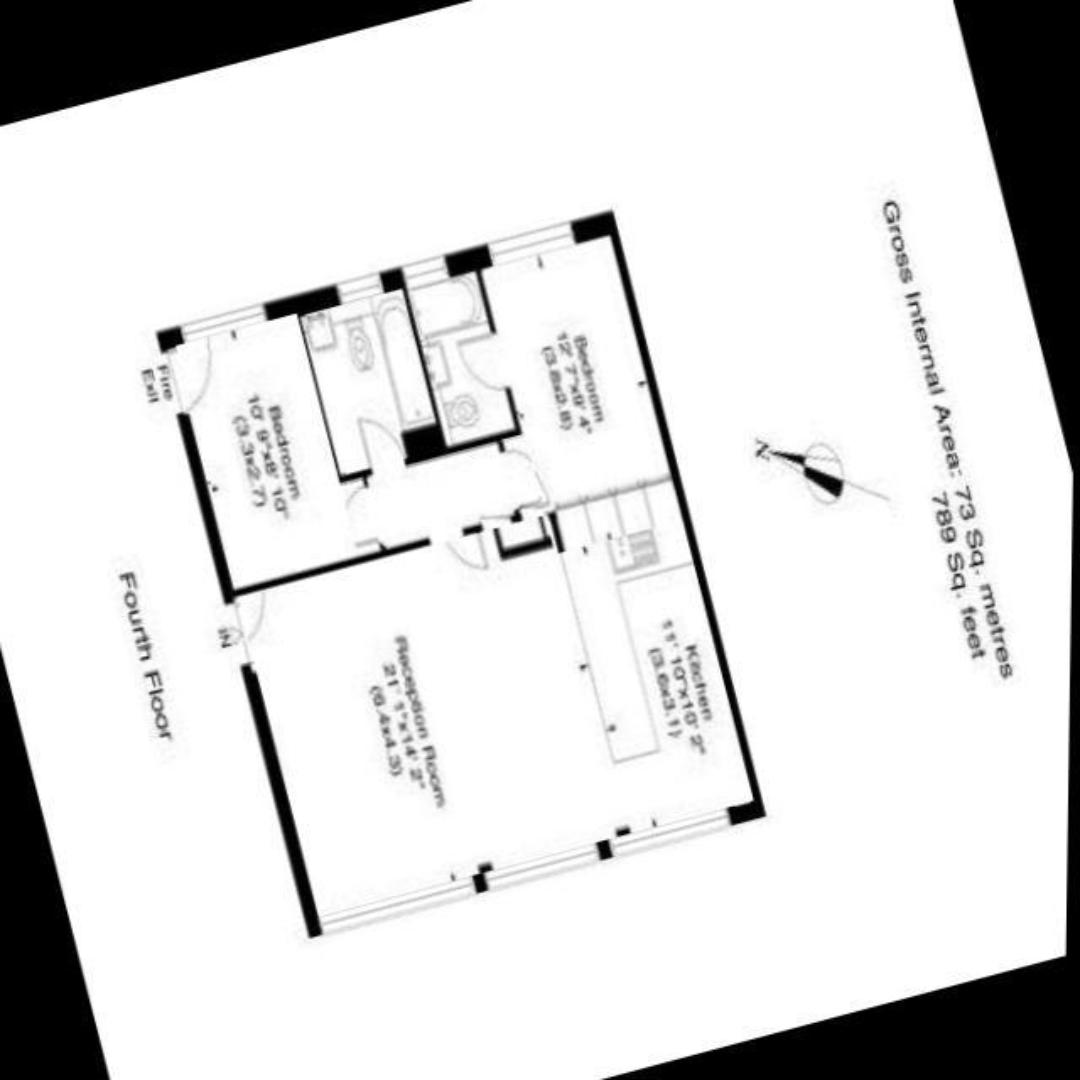 Gross Internal Area: 73 Sq. metres
789 Sq. feet
N
Bedroom
12' 7"x9' 4"
(3.8x2.8)
Kitchen
11' 10"x10' 2"
(3.6x3.1)
Bedroom
10' 9"x8' 10"
(3.3x2.7)
Reception Room
21' 1"x14' 2"
(6.4x4.3)
Fire
Exit
IN
Fourth Floor